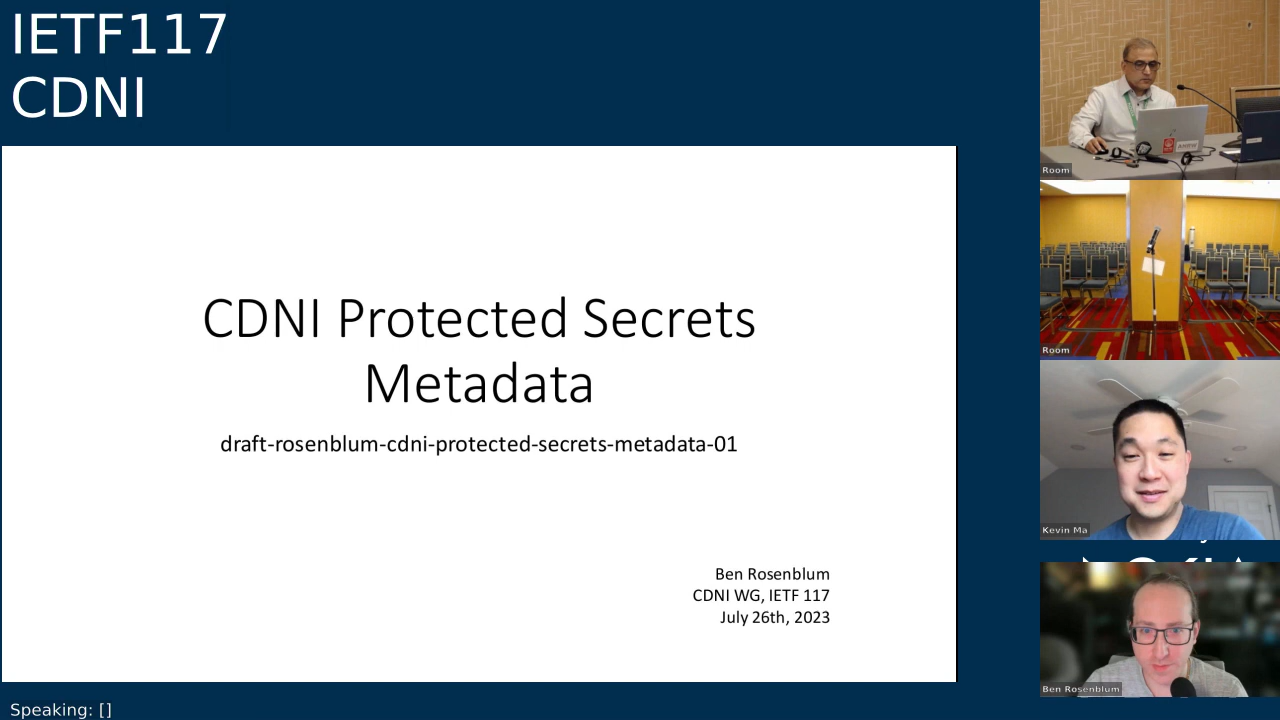 IETF117
CDNI
CDNI Protected Secrets
Metadata
draft-rosenblum-cdni-protected-secrets-metadata-01
Ben Rosenblum
CDNI WG, IETF 117
July 26th, 2023
Speaking: []
Room
Room
Kevin Ma
Ben Rosenblum